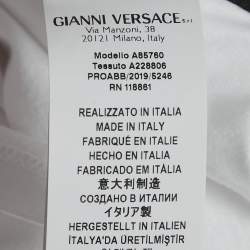 GIANNI VERSACE S.r.l.
Via Manzoni, 38
20121 Milano, Italy
Modello A85760
Tessuto A228806
PROABB/2019/5246
RN 118861
REALIZZATO IN ITALIA
MADE IN ITALY
FABRIQUÉ EN ITALIE
HECHO EN ITALIA
FABRICADO EM ITÁLIA
意大利制造
СОЗДАНО В ИТАЛИИ
イタリア製
HERGESTELLT IN ITALIEN
İTALYA'DA ÜRETİLMİŞTİR